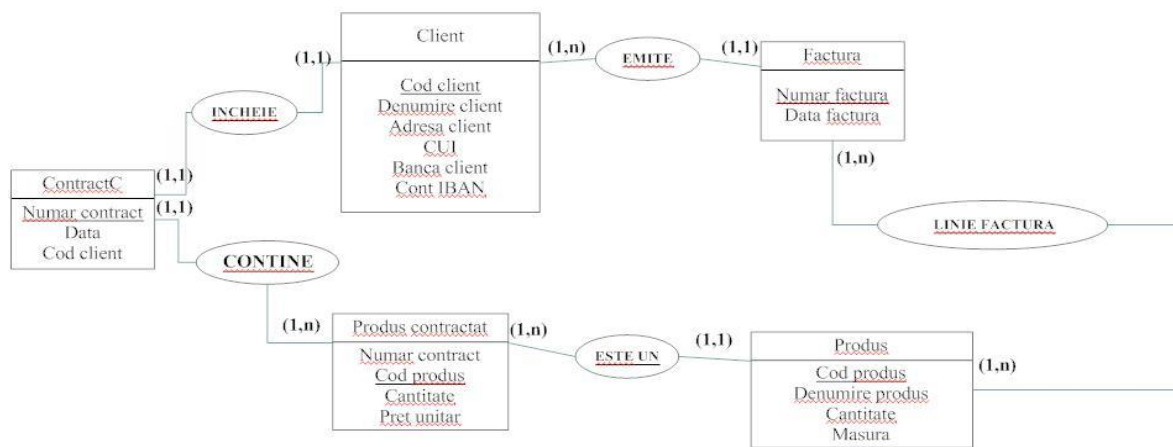 Client
Cod client
Denumire client
Adresa client
CUI
Banca client
Cont IBAN
(1,1)
(1,n)
EMITE
(1,1)
Factura
Numar factura
Data factura
(1,n)
INCHEIE
(1,1)
ContractC
Numar contract
Data
Cod client
(1,1)
LINIE FACTURA
CONTINE
(1,n)
Produs contractat
Numar contract
Cod produs
Cantitate
Pret unitar
(1,n)
ESTE UN
(1,1)
Produs
Cod produs
Denumire produs
Cantitate
Masura
(1,n)